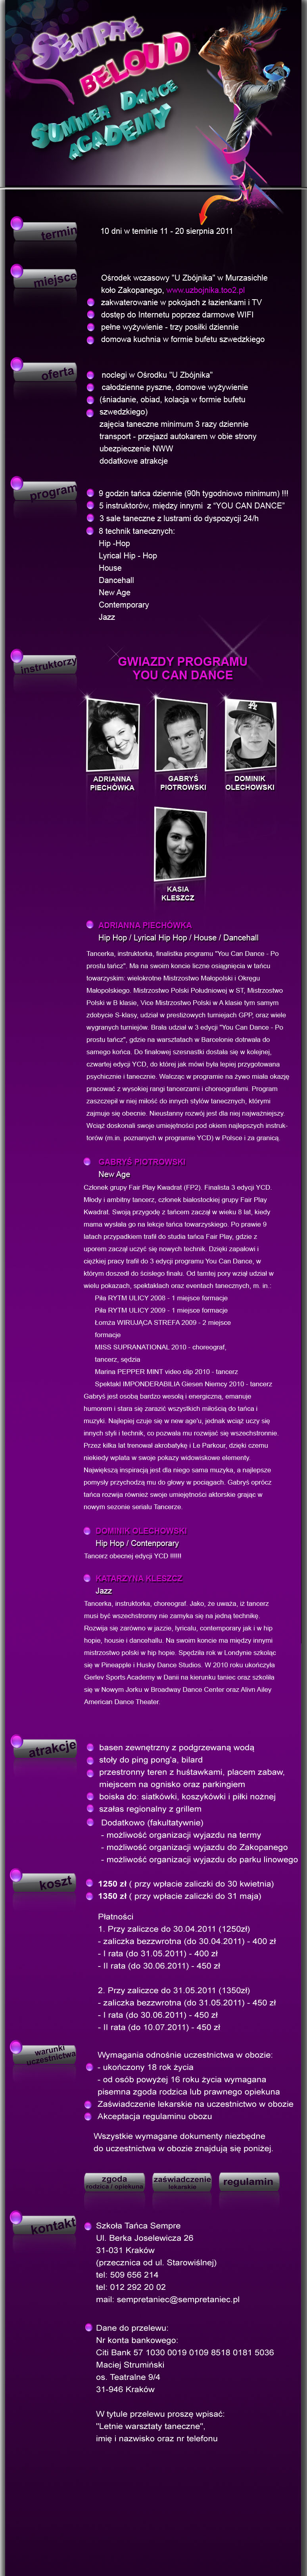 SEMPRE
BELOUD
SUMMER DANCE
ACADEMY
termin
10 dni w teminie 11 - 20 sierpnia 2011
miejsce
Ośrodek wczasowy "U Zbójnika" w Murzasichle
koło Zakopanego, www.uzbojnika.too2.pl
zakwaterowanie w pokojach z łazienkami i TV
dostęp do Internetu poprzez darmowe WIFI
pełne wyżywienie - trzy posiłki dziennie
domowa kuchnia w formie bufetu szwedzkiego
oferta
noclegi w Ośrodku "U Zbójnika"
całodzienne pyszne, domowe wyżywienie
(śniadanie, obiad, kolacja w formie bufetu
szwedzkiego)
zajęcia taneczne minimum 3 razy dziennie
transport - przejazd autokarem w obie strony
ubezpieczenie NWW
dodatkowe atrakcje
program
9 godzin tańca dziennie (90h tygodniowo minimum) !!!
5 instruktorów, między innymi z "YOU CAN DANCE"
3 sale taneczne z lustrami do dyspozycji 24/h
8 technik tanecznych:
Hip -Hop
Lyrical Hip - Hop
House
Dancehall
New Age
Contemporary
Jazz
instruktorzy
GWIAZDY PROGRAMU
YOU CAN DANCE
ADRIANNA
PIECHÓWKA
GABRYŚ
PIOTROWSKI
DOMINIK
OLECHOWSKI
KASIA
KLESZCZ
ADRIANNA PIECHÓWKA
Hip Hop / Lyrical Hip Hop / House / Dancehall
Tancerka, instruktorka, finalistka programu "You Can Dance - Po
prostu tańcz". Ma na swoim koncie liczne osiągnięcia w tańcu
towarzyskim: wielokrotne Mistrzostwo Małopolski i Okręgu
Małopolskiego. Mistrzostwo Polski Południowej w ST, Mistrzostwo
Polski w B klasie, Vice Mistrzostwo Polski w A klasie tym samym
zdobycie S-klasy, udział w prestiżowych turniejach GPP, oraz wiele
wygranych turniejów. Brała udział w 3 edycji "You Can Dance - Po
prostu tańcz", gdzie na warsztatach w Barcelonie dotrwała do
samego końca. Do finałowej szesnastki dostała się w kolejnej,
czwartej edycji YCD, do której jak mówi była lepiej przygotowana
psychicznie i tanecznie. Walcząc w programie na żywo miała okazję
pracować z wysokiej rangi tancerzami i choreografami. Program
zaszczepił w niej miłość do innych stylów tanecznych, którymi
zajmuje się obecnie. Nieustanny rozwój jest dla niej najważniejszy.
Wciąż doskonali swoje umiejętności pod okiem najlepszych instruk-
torów (m.in. poznanych w programie YCD) w Polsce i za granicą.
GABRYŚ PIOTROWSKI
New Age
Członek grupy Fair Play Kwadrat (FP2). Finalista 3 edycji YCD.
Młody i ambitny tancerz, członek białostockiej grupy Fair Play
Kwadrat. Swoją przygodę z tańcem zaczął w wieku 8 lat, kiedy
mama wysłała go na lekcje tańca towarzyskiego. Po prawie 9
latach przypadkiem trafił do studia tańca Fair Play, gdzie z
uporem zaczął uczyć się nowych technik. Dzięki zapałowi i
ciężkiej pracy trafił do 3 edycji programu You Can Dance, w
którym doszedł do ścisłego finału. Od tamtej pory wziął udział w
wielu pokazach, spektaklach oraz eventach tanecznych, m. in.:
Piła RYTM ULICY 2008 - 1 miejsce formacje
Piła RYTM ULICY 2009 - 1 miejsce formacje
Łomża WIRUJĄCA STREFA 2009 - 2 miejsce
formacje
MISS SUPRANATIONAL 2010 - choreograf,
tancerz, sędzia
Marina PEPPER MINT video clip 2010 - tancerz
Spektakl IMPONDERABILIA Giesen Niemcy 2010 - tancerz
Gabryś jest osobą bardzo wesołą i energiczną, emanuje
humorem i stara się zarazić wszystkich miłością do tańca i
muzyki. Najlepiej czuje się w new age'u, jednak wciąż uczy się
innych styli i technik, co pozwala mu rozwijać się wszechstronnie.
Przez kilka lat trenował akrobatykę i Le Parkour, dzięki czemu
niekiedy wplata w swoje pokazy widowiskowe elementy.
Największą inspiracją jest dla niego sama muzyka, a najlepsze
pomysły przychodzą mu do głowy w pociągach. Gabryś oprócz
tańca rozwija również swoje umiejętności aktorskie grając w
nowym sezonie serialu Tancerze.
DOMINIK OLECHOWSKI
Hip Hop / Contenporary
Tancerz obecnej edycji YCD !!!!!!
KATARZYNA KLESZCZ
Jazz
Tancerka, instruktorka, choreograf. Jako, że uważa, iż tancerz
musi być wszechstronny nie zamyka się na jedną technikę.
Rozwija się zarówno w jazzie, lyricalu, contemporary jak i w hip
hopie, housie i dancehallu. Na swoim koncie ma między innymi
mistrzostwo polski w hip hopie. Spędziła rok w Londynie szkoląc
się w Pineapple i Husky Dance Studios. W 2010 roku ukończyła
Gerlev Sports Academy w Danii na kierunku taniec oraz szkoliła
się w Nowym Jorku w Broadway Dance Center oraz Alivn Ailey
American Dance Theater.
atrakcje
basen zewnętrzny z podgrzewaną wodą
stoły do ping pong'a, bilard
przestronny teren z huśtawkami, placem zabaw,
miejscem na ognisko oraz parkingiem
boiska do: siatkówki, koszykówki i piłki nożnej
szałas regionalny z grillem
Dodatkowo (fakultatywnie)
- możliwość organizacji wyjazdu na termy
- możliwość organizacji wyjazdu do Zakopanego
- możliwość organizacji wyjazdu do parku linowego
koszt
1250 zł ( przy wpłacie zaliczki do 30 kwietnia)
1350 zł ( przy wpłacie zaliczki do 31 maja)
Płatności
1. Przy zaliczce do 30.04.2011 (1250zł)
- zaliczka bezzwrotna (do 30.04.2011) - 400 zł
- I rata (do 31.05.2011) - 400 zł
- II rata (do 30.06.2011) - 450 zł
2. Przy zaliczce do 31.05.2011 (1350zł)
- zaliczka bezzwrotna (do 31.05.2011) - 450 zł
- I rata (do 30.06.2011) - 450 zł
- II rata (do 10.07.2011) - 450 zł
warunki
uczestnictwa
Wymagania odnośnie uczestnictwa w obozie:
- ukończony 18 rok życia
- od osób powyżej 16 roku życia wymagana
pisemna zgoda rodzica lub prawnego opiekuna
Zaświadczenie lekarskie na uczestnictwo w obozie
Akceptacja regulaminu obozu
Wszystkie wymagane dokumenty niezbędne
do uczestnictwa w obozie znajdują się poniżej.
zgoda
rodzica / opiekuna
zaświadczenie
lekarskie
regulamin
kontakt
Szkoła Tańca Sempre
Ul. Berka Joselewicza 26
31-031 Kraków
(przecznica od ul. Starowiślnej)
tel: 509 656 214
tel: 012 292 20 02
mail: sempretaniec@sempretaniec.pl
Dane do przelewu:
Nr konta bankowego:
Citi Bank 57 1030 0019 0109 8518 0181 5036
Maciej Strumiński
os. Teatralne 9/4
31-946 Kraków
W tytule przelewu proszę wpisać:
"Letnie warsztaty taneczne",
imię i nazwisko oraz nr telefonu